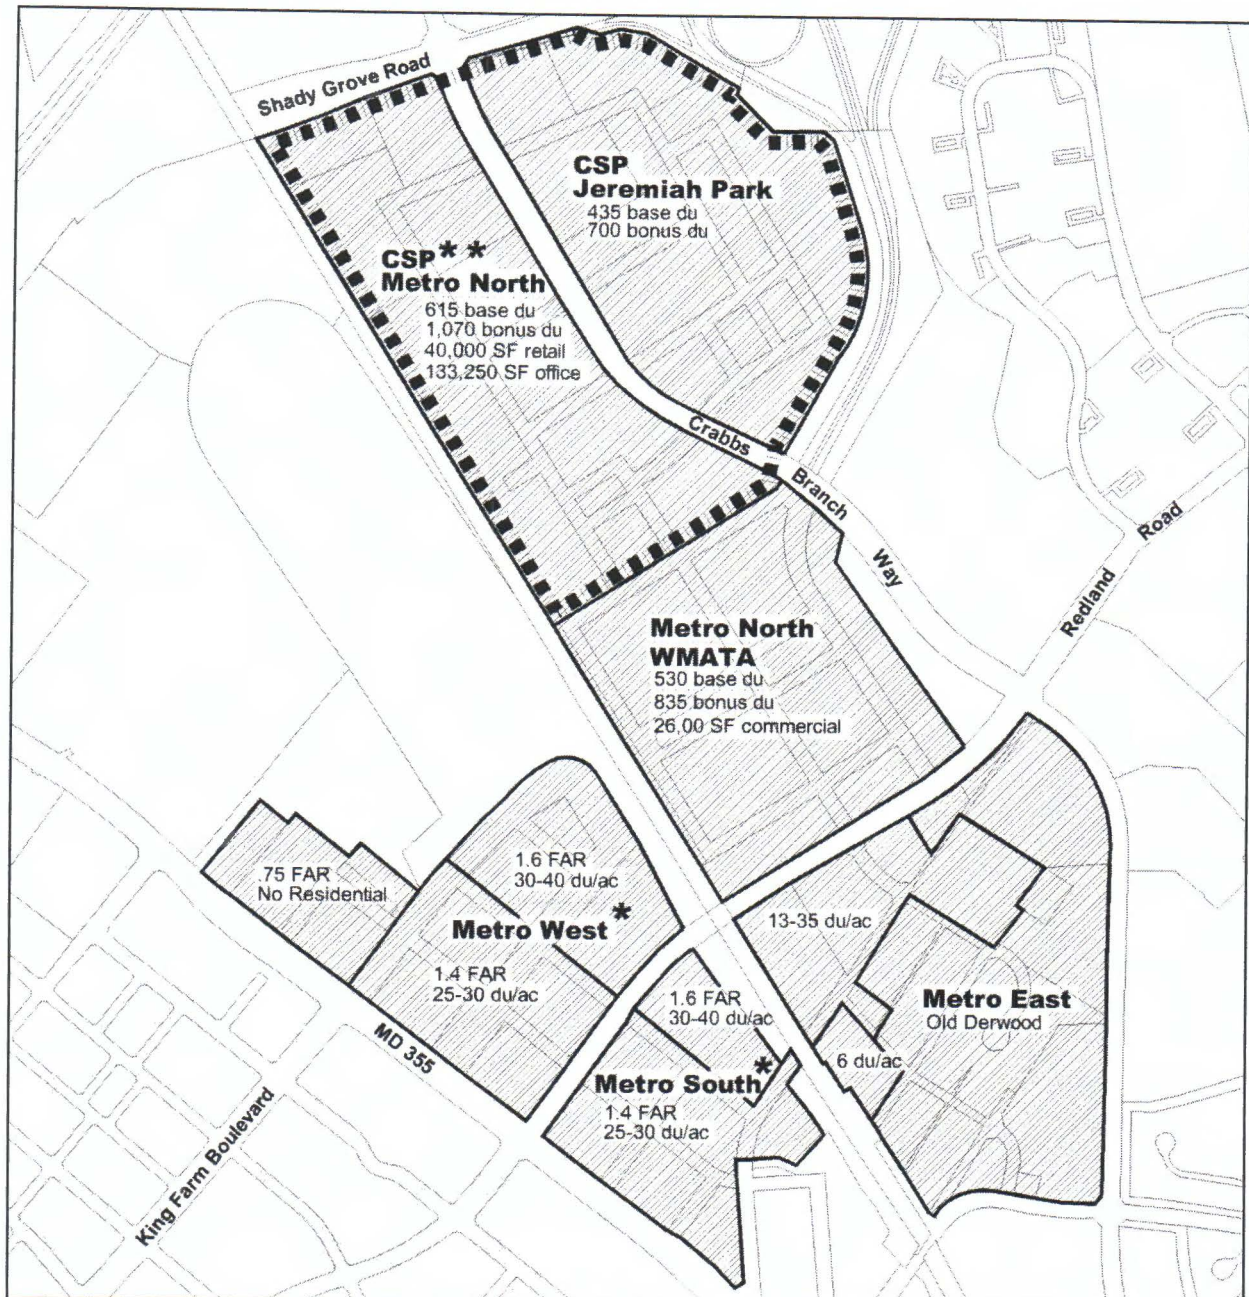 Shady Grove Road
CSP
Jeremiah Park
435 base du
700 bonus du
CSP**
Metro North
615 base du
1,070 bonus du
40,000 SF retail
133,250 SF office
Crabbs
Branch
Way
Redland
Road
Metro North
WMATA
530 base du
835 bonus du
26,00 SF commercial
.75 FAR
No Residential
1.6 FAR
30-40 du/ac
Metro West*
1.4 FAR
25-30 du/ac
13-35 du/ac
1.6 FAR
30-40 du/ac
Metro East
Old Derwood
6 du/ac
Metro South*
1.4 FAR
25-30 du/ac
MD 355
King Farm Boulevard